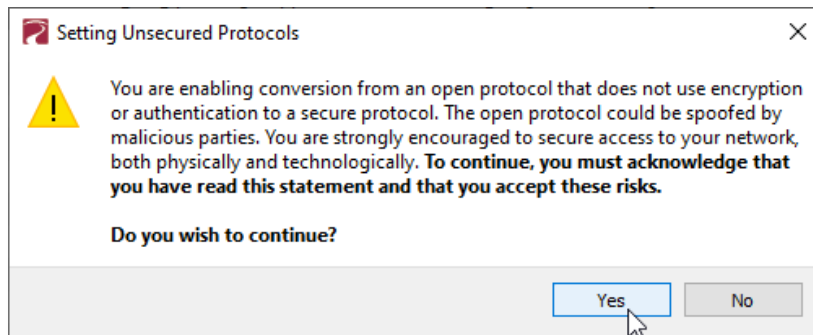 Setting Unsecured Protocols
You are enabling conversion from an open protocol that does not use encryption
or authentication to a secure protocol. The open protocol could be spoofed by
malicious parties. You are strongly encouraged to secure access to your network,
both physically and technologically. To continue, you must acknowledge that
you have read this statement and that you accept these risks.
Do you wish to continue?
Yes No